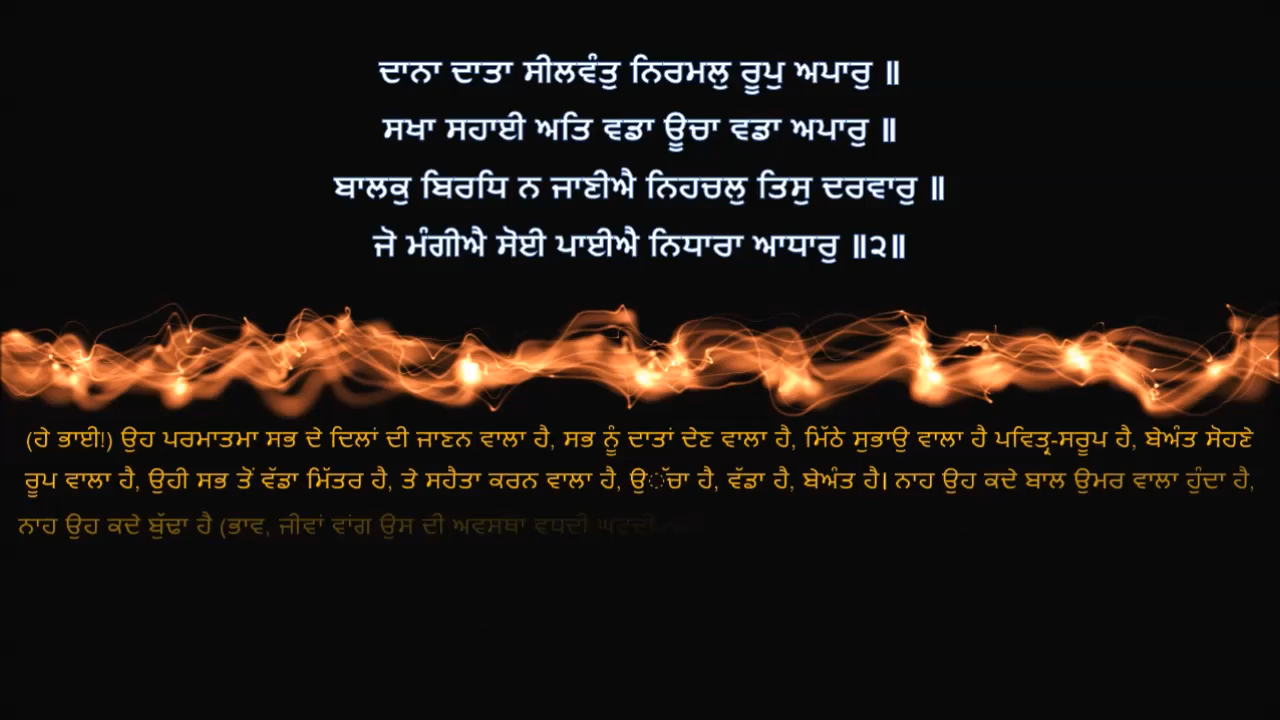 ਦਾਨਾ ਦਾਤਾ ਸੀਲਵੰਤੁ ਨਿਰਮਲੁ ਰੂਪੁ ਅਪਾਰੁ ॥
ਸਖਾ ਸਹਾਈ ਅਤਿ ਵਡਾ ਊਚਾ ਵਡਾ ਅਪਾਰੁ ॥
ਬਾਲਕੁ ਬਿਰਧਿ ਨ ਜਾਣੀਐ ਨਿਹਚਲੁ ਤਿਸੁ ਦਰਵਾਰੁ ॥
ਜੋ ਮੰਗੀਐ ਸੋਈ ਪਾਈਐ ਨਿਧਾਰਾ ਆਧਾਰੁ ॥੨॥
(ਹੇ ਭਾਈ!) ਉਹ ਪਰਮਾਤਮਾ ਸਭ ਦੇ ਦਿਲਾਂ ਦੀ ਜਾਣਨ ਵਾਲਾ ਹੈ, ਸਭ ਨੂੰ ਦਾਤਾਂ ਦੇਣ ਵਾਲਾ ਹੈ, ਮਿੱਠੇ ਸੁਭਾਉ ਵਾਲਾ ਹੈ ਪਵਿਤ੍ਰ-ਸਰੂਪ ਹੈ, ਬੇਅੰਤ ਸੋਹਣੇ
ਰੂਪ ਵਾਲਾ ਹੈ, ਉਹੀ ਸਭ ਤੋਂ ਵੱਡਾ ਮਿੱਤਰ ਹੈ, ਤੇ ਸਹੈਤਾ ਕਰਨ ਵਾਲਾ ਹੈ, ਉ​ੱਚਾ ਹੈ, ਵੱਡਾ ਹੈ, ਬੇਅੰਤ ਹੈ। ਨਾਹ ਉਹ ਕਦੇ ਬਾਲ ਉਮਰ ਵਾਲਾ ਹੁੰਦਾ ਹੈ,
ਨਾਹ ਉਹ ਕਦੇ ਬੁੱਢਾ ਹੈ (ਭਾਵ, ਜੀਵਾਂ ਵਾਂਗ ਉਸ ਦੀ ਅਵਸਥਾ ਵਧਦੀ ਘਟਦੀ